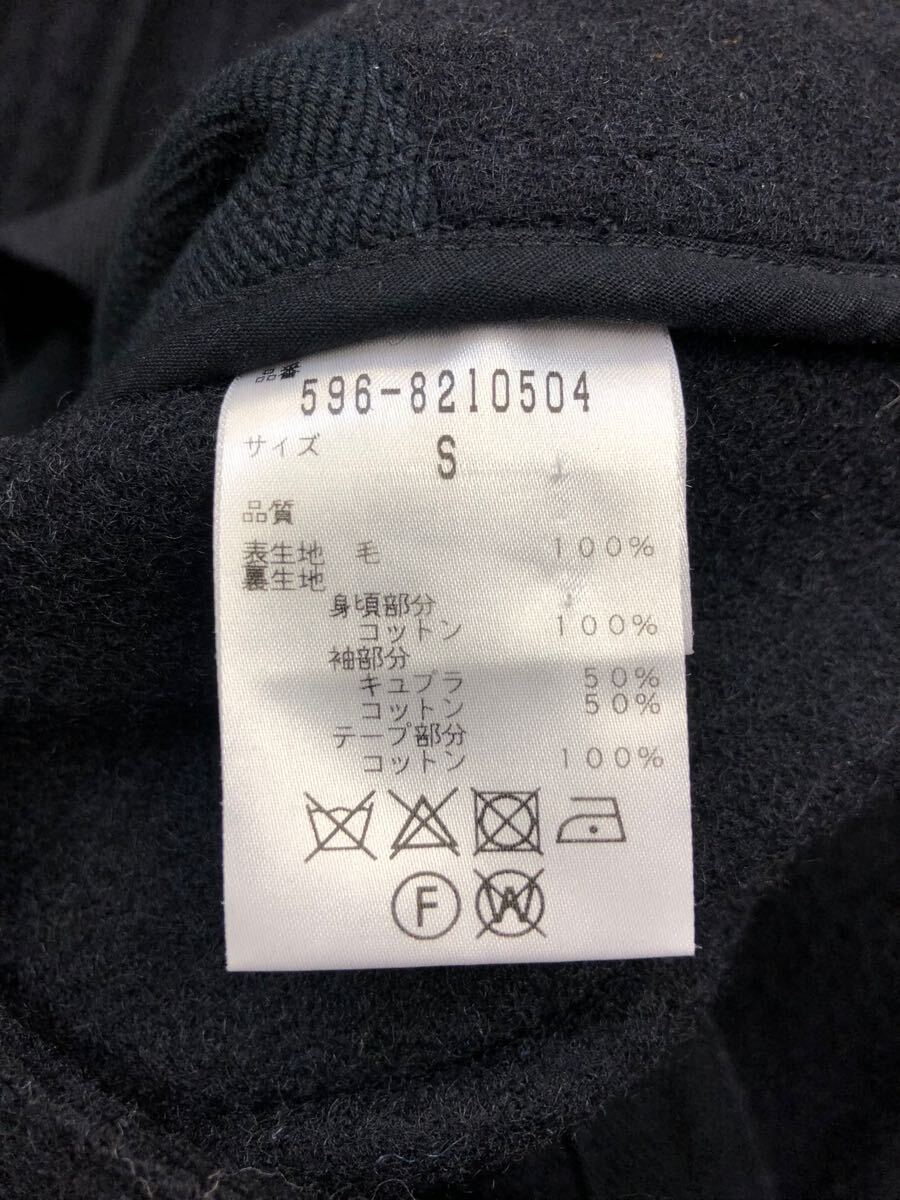 品番
596-8210504
サイズ
S
品質
表生地 毛 100%
裏生地
身頃部分
コットン 100%
袖部分
キュプラ 50%
コットン 50%
テープ部分
コットン 100%
F W